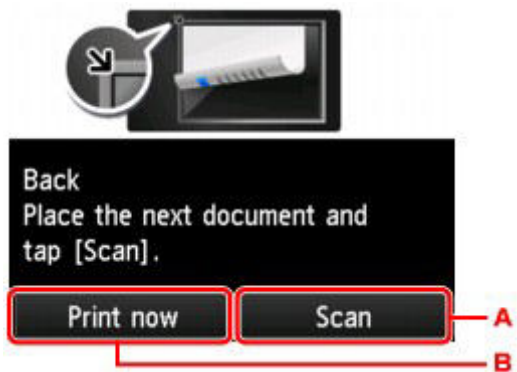 Back
Place the next document and
tap [Scan].
Print now
Scan
A
B